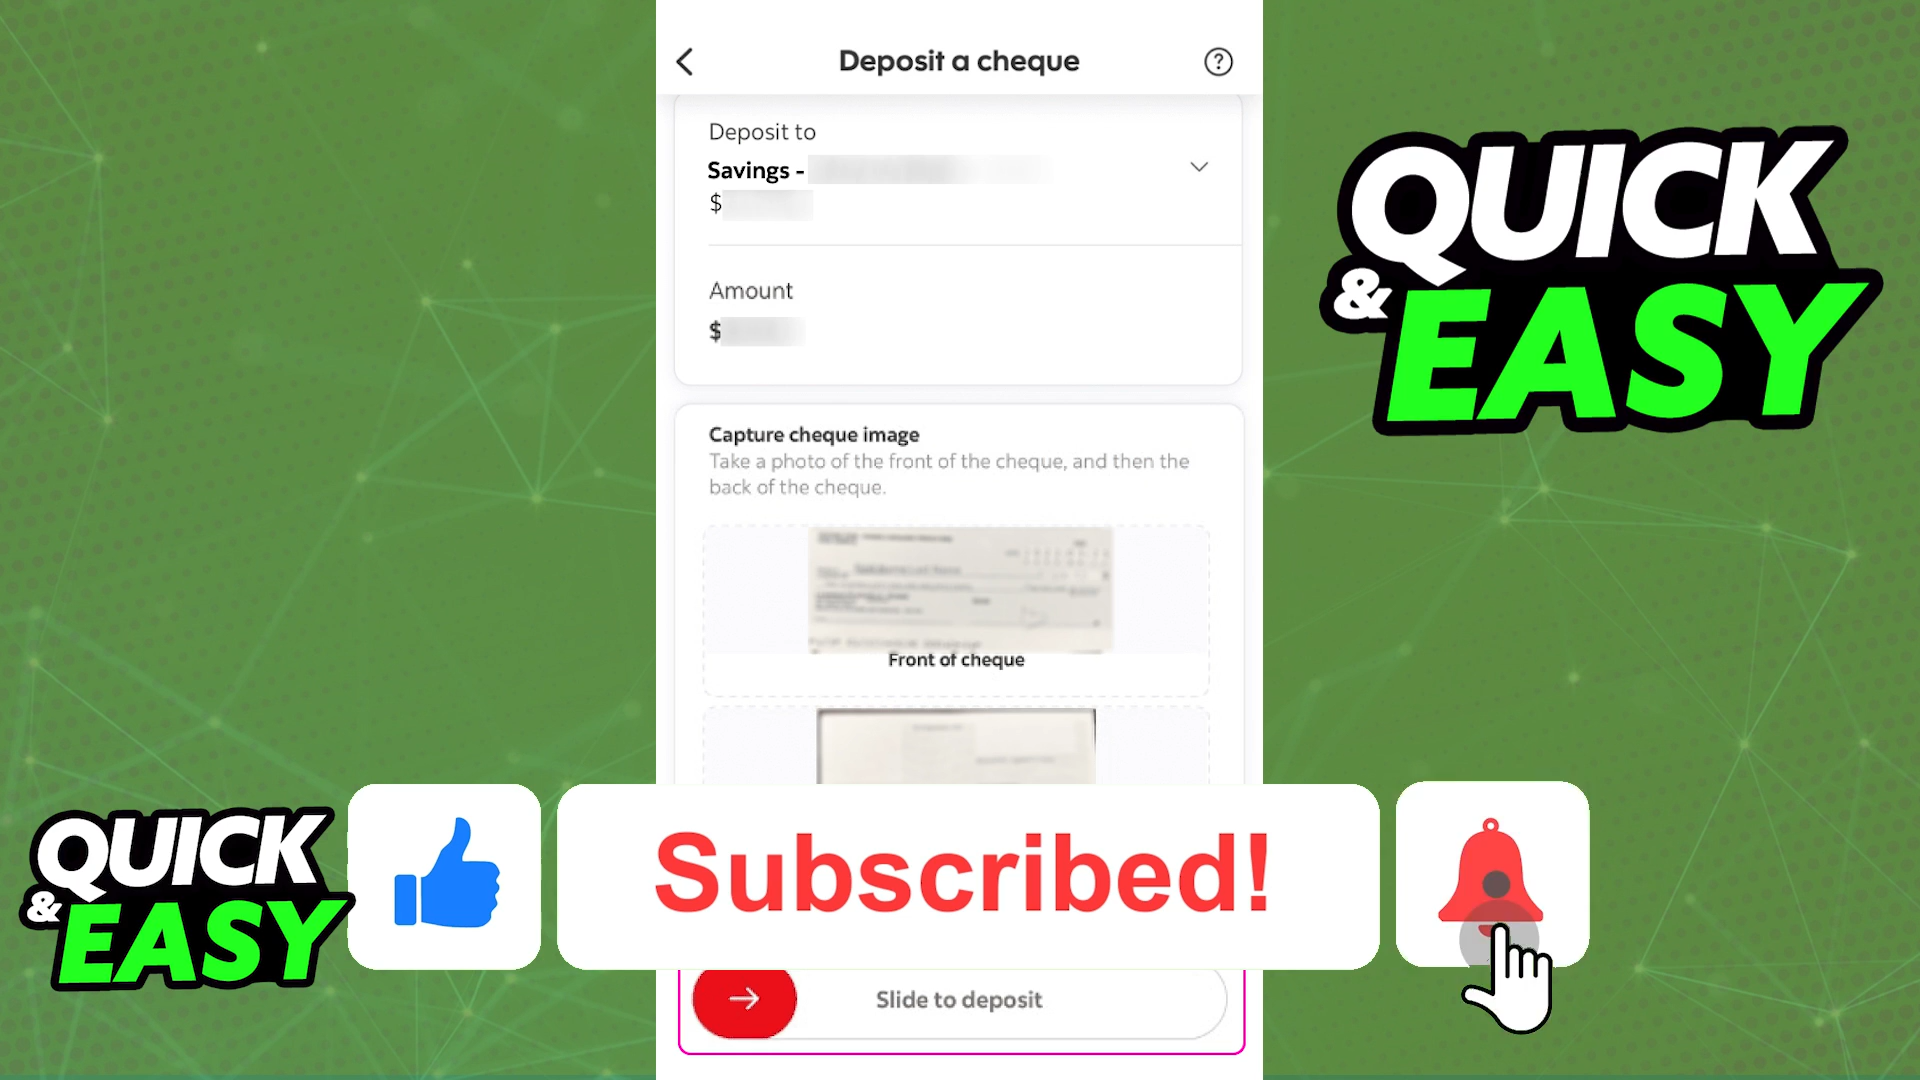 Deposit a cheque
?
Deposit to
Savings -
$
Amount
$
Capture cheque image
Take a photo of the front of the cheque, and then the
back of the cheque.
Front of cheque
Subscribed!
Slide to deposit
QUICK
& EASY
QUICK
& EASY